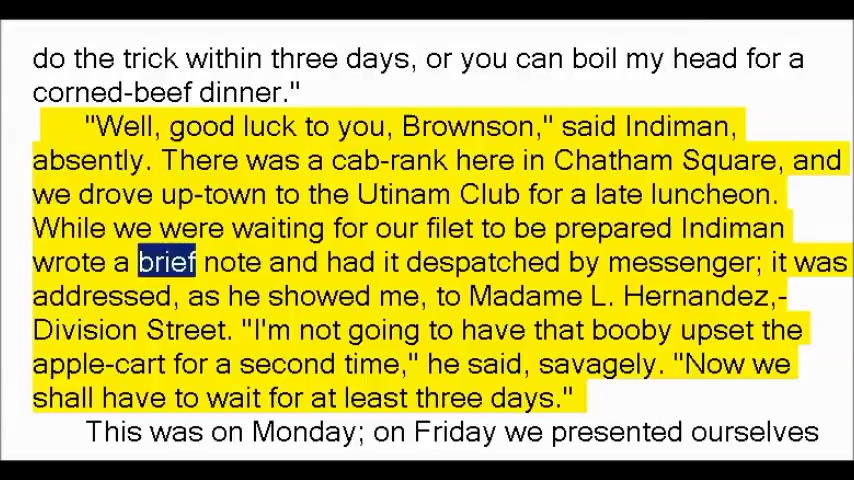 do the trick within three days, or you can boil my head for a
corned-beef dinner."
"Well, good luck to you, Brownson," said Indiman,
absently. There was a cab-rank here in Chatham Square, and
we drove up-town to the Utinam Club for a late luncheon.
While we were waiting for our filet to be prepared Indiman
wrote a brief note and had it despatched by messenger; it was
addressed, as he showed me, to Madame L. Hernandez,-
Division Street. "I'm not going to have that booby upset the
apple-cart for a second time," he said, savagely. "Now we
shall have to wait for at least three days."
This was on Monday; on Friday we presented ourselves